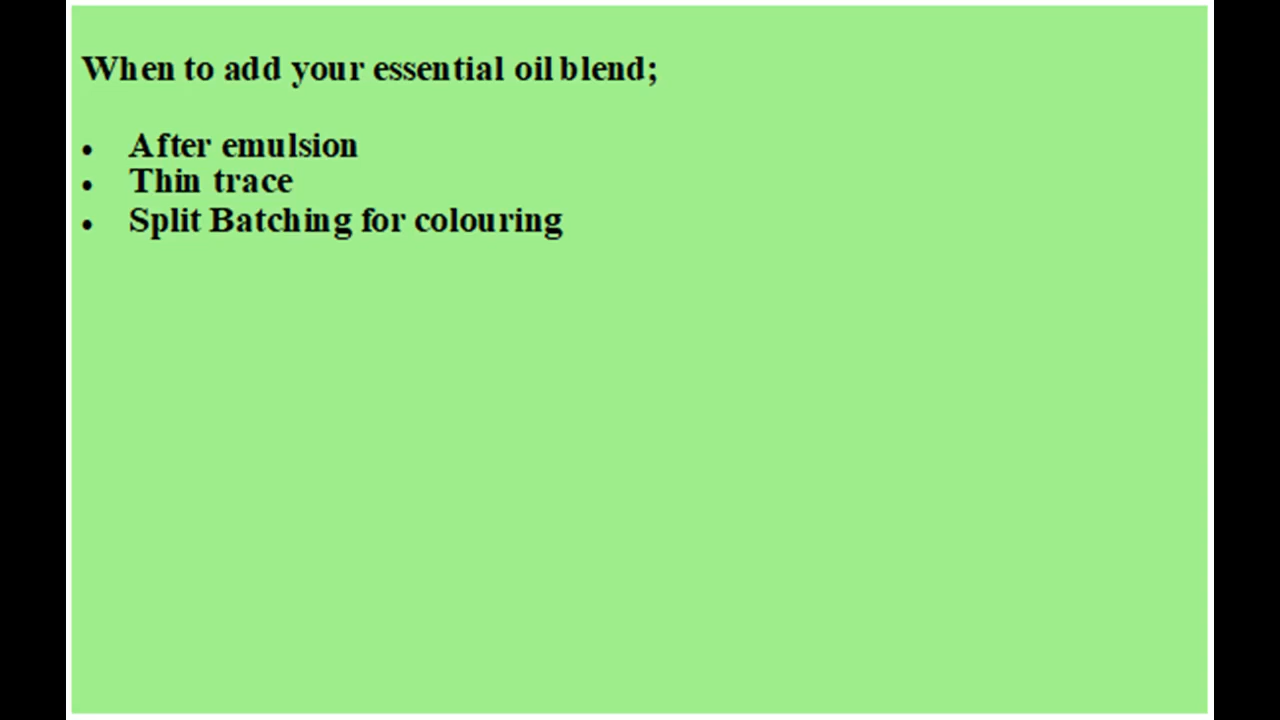 When to add your essential oil blend;
• After emulsion
• Thin trace
• Split Batching for colouring